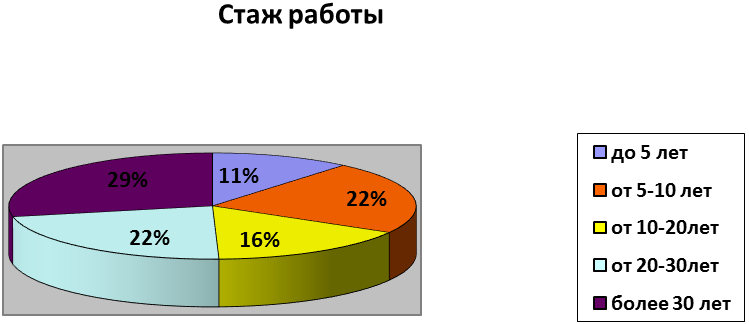 Стаж работы
29%
11%
22%
22%
16%
до 5 лет
от 5-10 лет
от 10-20лет
от 20-30лет
более 30 лет